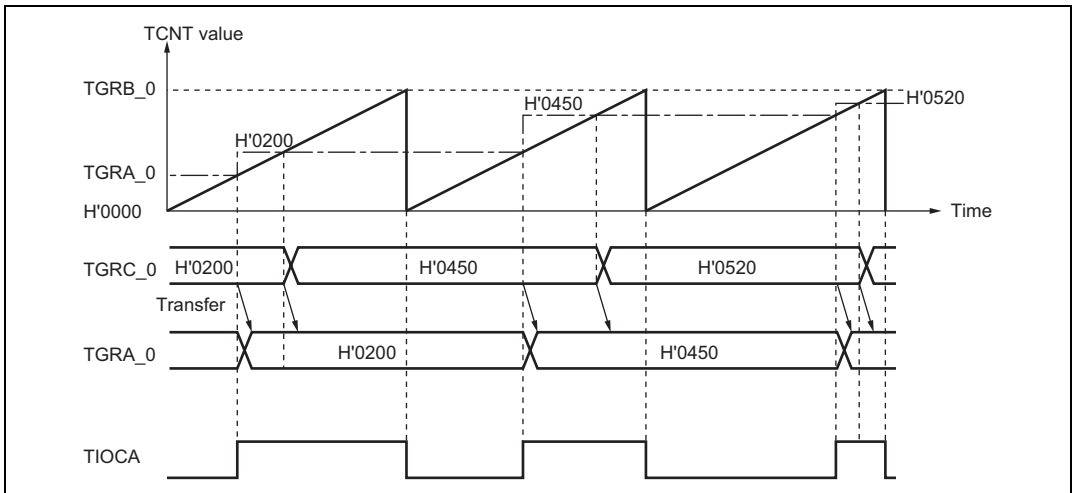 TCNT value
TGRB_0
H'0520
H'0450
H'0200
TGRA_0
H'0000
Time
TGRC_0 H'0200 H'0450 H'0520
Transfer
TGRA_0 H'0200 H'0450
TIOCA